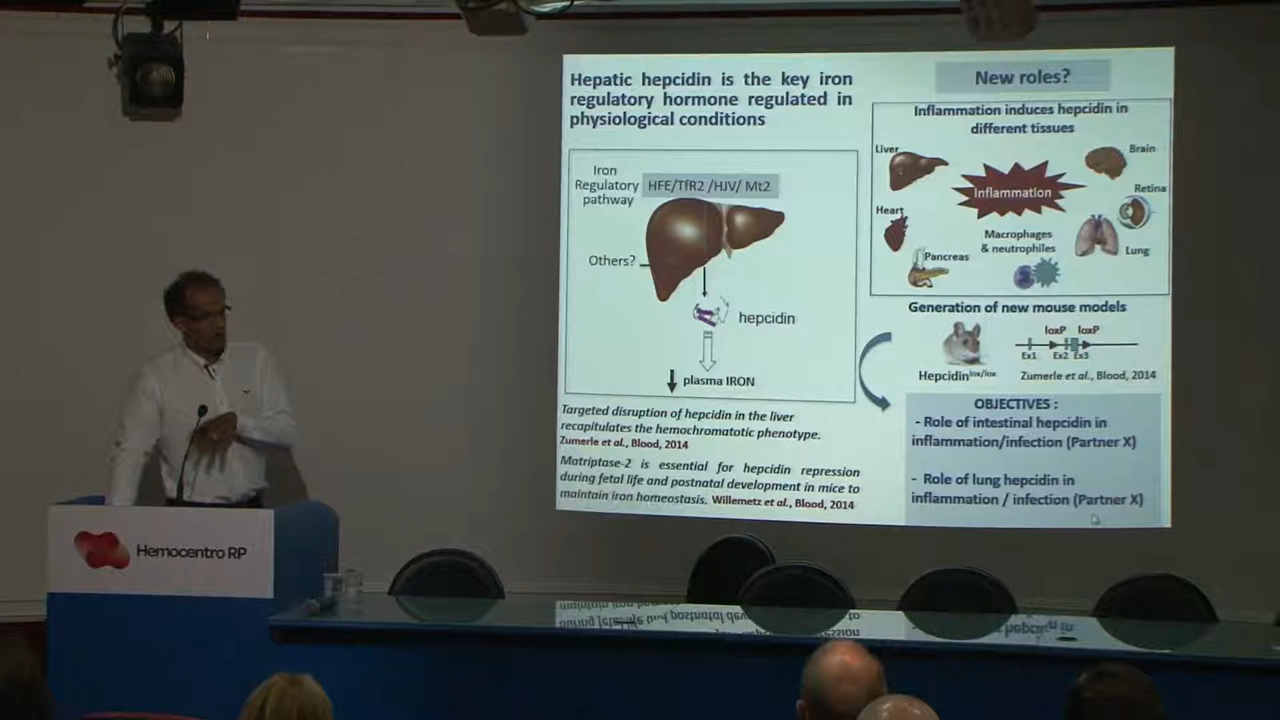 Hepatic hepcidin is the key iron
regulatory hormone regulated in
physiological conditions
Iron
Regulatory
pathway
HFE/TfR2 /HJV/ Mt2
Others?
hepcidin
plasma IRON
Targeted disruption of hepcidin in the liver
recapitulates the hemochromatotic phenotype.
Zumerle et al., Blood, 2014
Matriptase-2 is essential for hepcidin repression
during fetal life and postnatal development in mice to
maintain iron homeostasis. Willemetz et al., Blood, 2014
New roles?
Inflammation induces hepcidin in
different tissues
Liver
Brain
Inflammation
Retina
Heart
Macrophages
& neutrophiles
Lung
Pancreas
Generation of new mouse models
loxP loxP
Ex1 Ex2 Ex3
Hepcidinlox/lox
Zumerle et al., Blood, 2014
OBJECTIVES :
- Role of intestinal hepcidin in
inflammation/infection (Partner X)
- Role of lung hepcidin in
inflammation / infection (Partner X)
Hemocentro RP